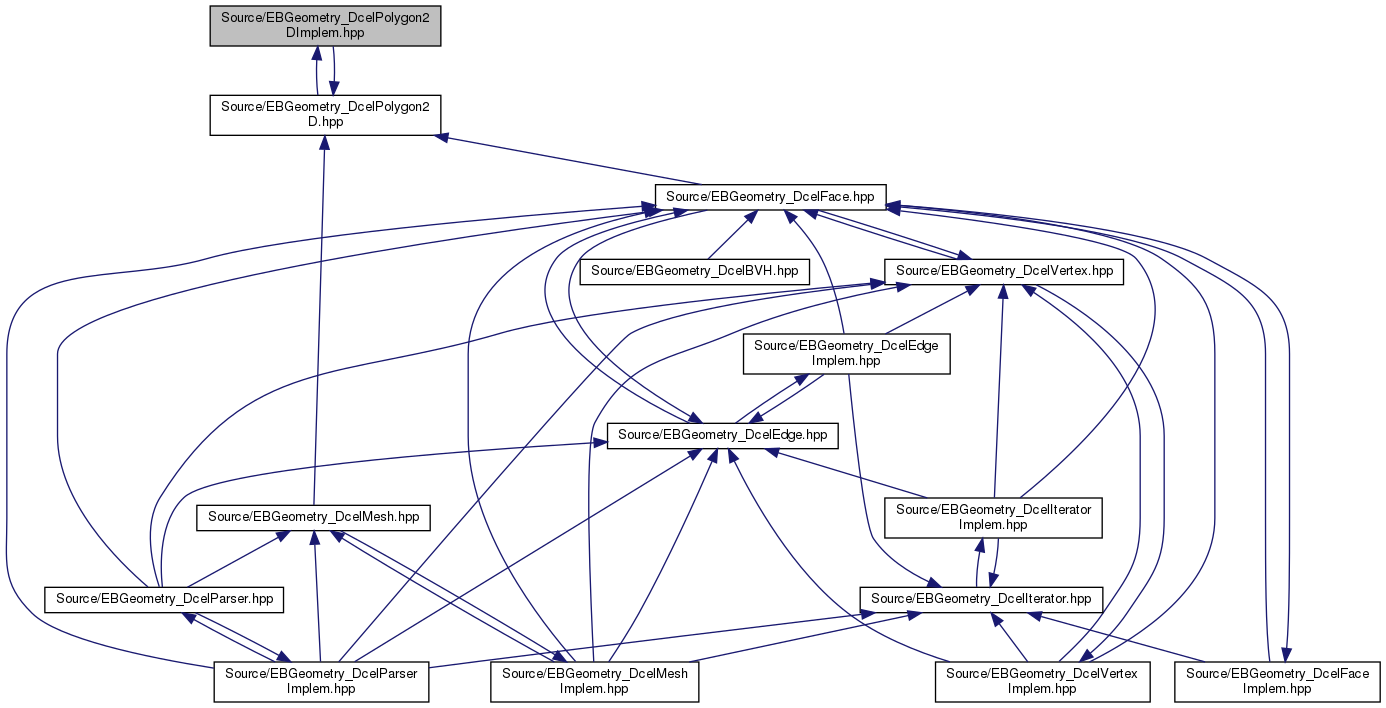 Source/EBGeometry_DcelPolygon2
DImplem.hpp
Source/EBGeometry_DcelPolygon2
D.hpp
Source/EBGeometry_DcelFace.hpp
Source/EBGeometry_DcelBVH.hpp
Source/EBGeometry_DcelVertex.hpp
Source/EBGeometry_DcelEdge
Implem.hpp
Source/EBGeometry_DcelEdge.hpp
Source/EBGeometry_DcelMesh.hpp
Source/EBGeometry_DcelIterator
Implem.hpp
Source/EBGeometry_DcelParser.hpp
Source/EBGeometry_DcelIterator.hpp
Source/EBGeometry_DcelParser
Implem.hpp
Source/EBGeometry_DcelMesh
Implem.hpp
Source/EBGeometry_DcelVertex
Implem.hpp
Source/EBGeometry_DcelFace
Implem.hpp